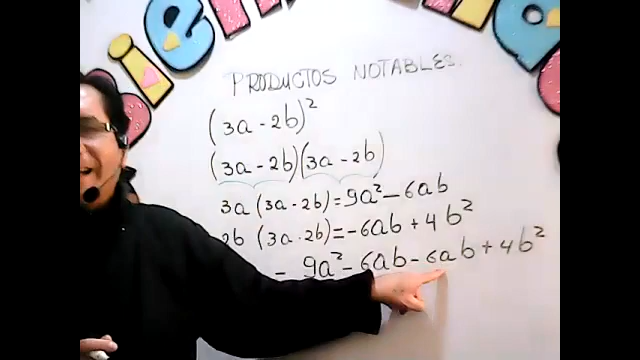 Bien
PRODUCTOS NOTABLES.
(3a - 2b)²
(3a - 2b)(3a - 2b)
3a (3a - 2b) = 9a² - 6ab
2b (3a - 2b) = -6ab + 4b²
- 9a² - 6ab - 6ab + 4b²